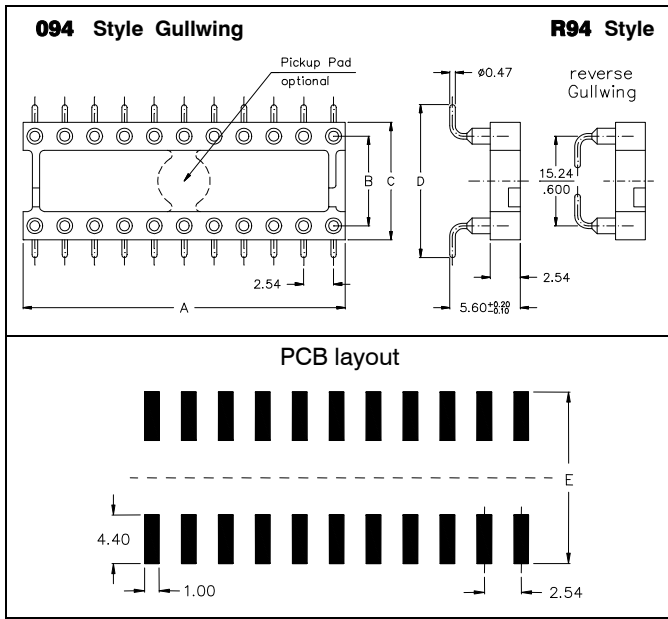 094 Style Gullwing
R94 Style
Pickup Pad
optional
ø0.47
reverse
Gullwing
B
C
D
15.24
.600
2.54
2.54
A
5.60+0.20
−0.10
PCB layout
E
4.40
1.00
2.54